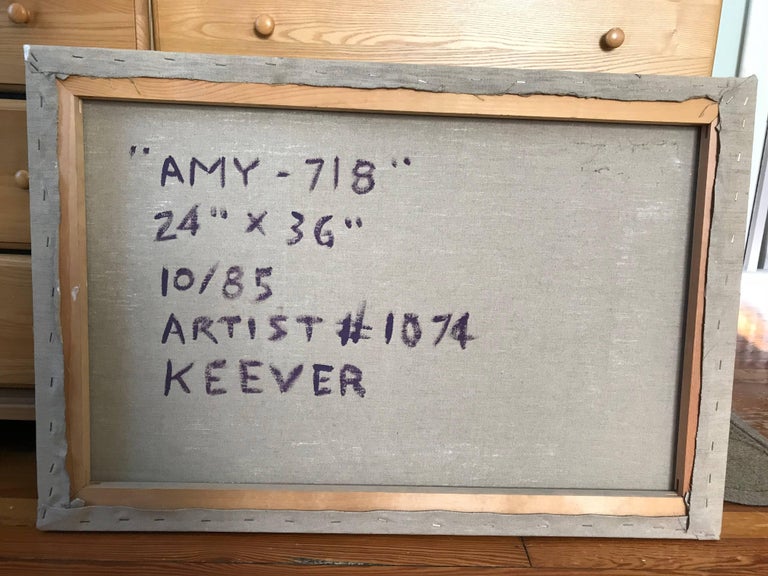 "AMY - 718"
24" X 36"
10/85
ARTIST #1074
KEEVER